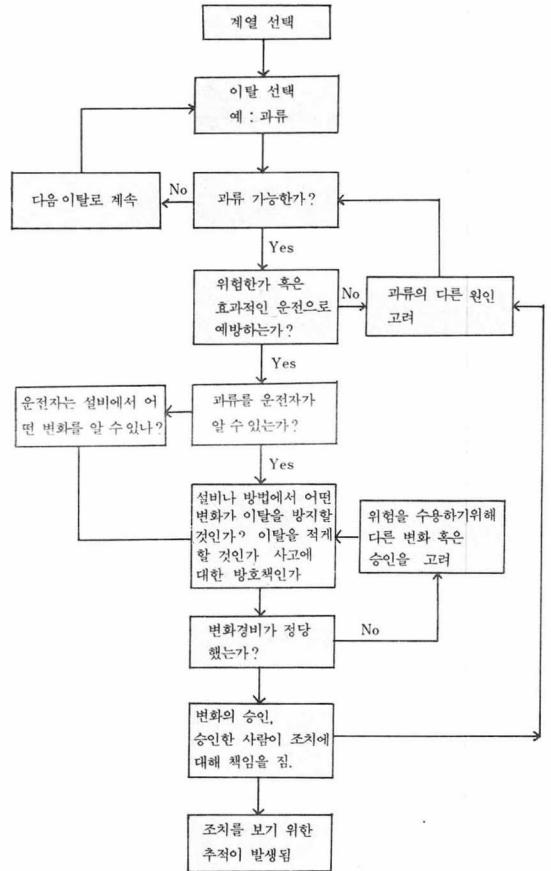 계열 선택
이탈 선택
예 : 과류
다음 이탈로 계속
No
과류 가능한가?
Yes
위험한가 혹은
효과적인 운전으로
예방하는가?
No
과류의 다른 원인
고려
Yes
운전자는 설비에서 어
떤 변화를 알 수 있나?
과류를 운전자가
알 수 있는가?
Yes
설비나 방법에서 어떤
변화가 이탈을 방지할
것인가? 이탈을 적게
할 것인가 사고에
대한 방호책인가
위험을 수용하기위해
다른 변화 혹은
승인을 고려
변화경비가 정당
했는가?
No
변화의 승인,
승인한 사람이 조치에
대해 책임을 짐.
조치를 보기 위한
추적이 발생됨